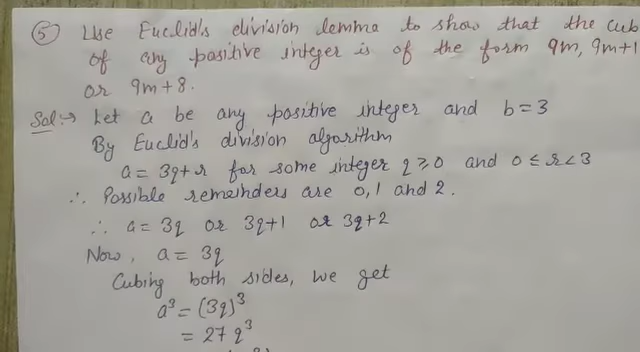 ⑤ Use Euclid's division lemma to show that the cub
of any positive integer is of the form 9m, 9m+1
or 9m+8.
Sol:→ Let a be any positive integer and b=3
By Euclid's division algorithm
a = 3q+r for some integer q ≥ 0 and 0 ≤ r < 3
∴ Possible remainders are 0, 1 and 2.
∴ a = 3q or 3q+1 or 3q+2
Now, a = 3q
Cubing both sides, we get
a³ = (3q)³
= 27 q³